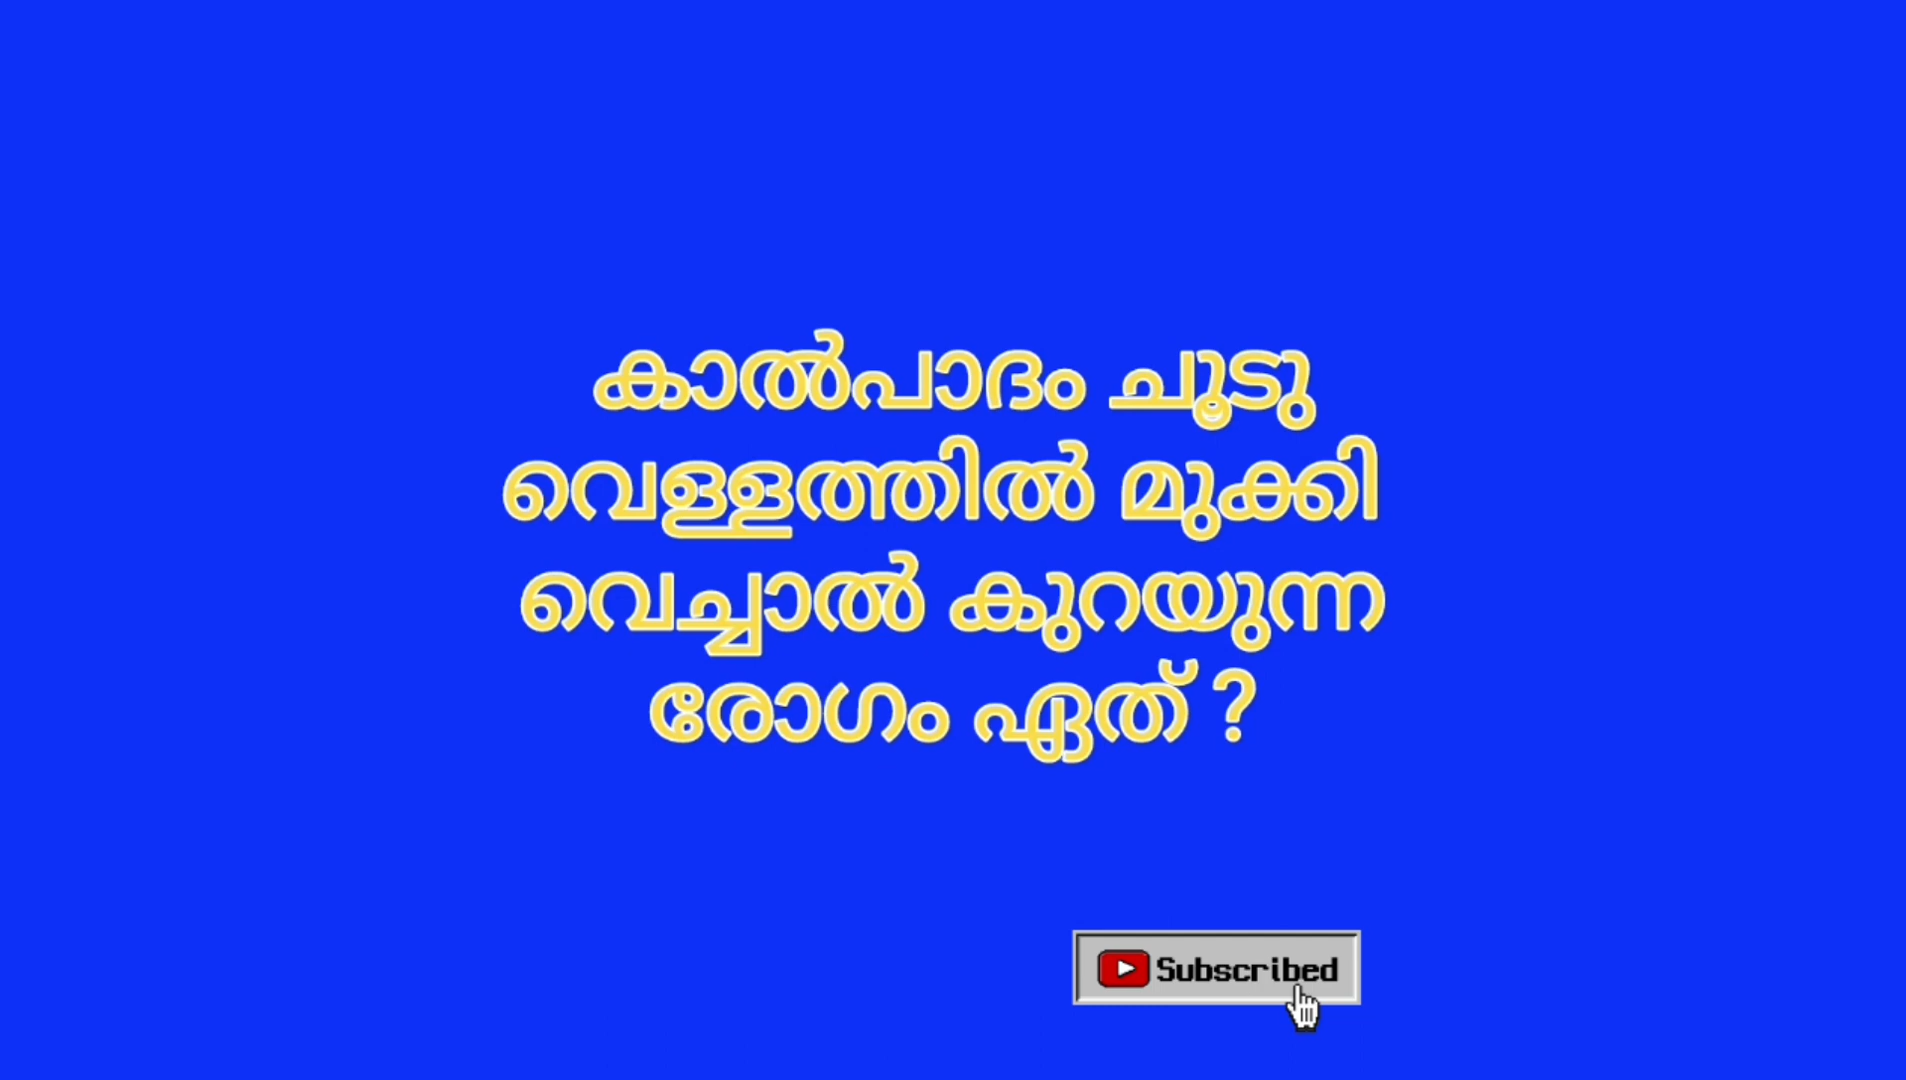 കാൽപാദം ചൂടു
വെള്ളത്തിൽ മുക്കി
വെച്ചാൽ കുറയുന്ന
രോഗം ഏത് ?
Subscribed